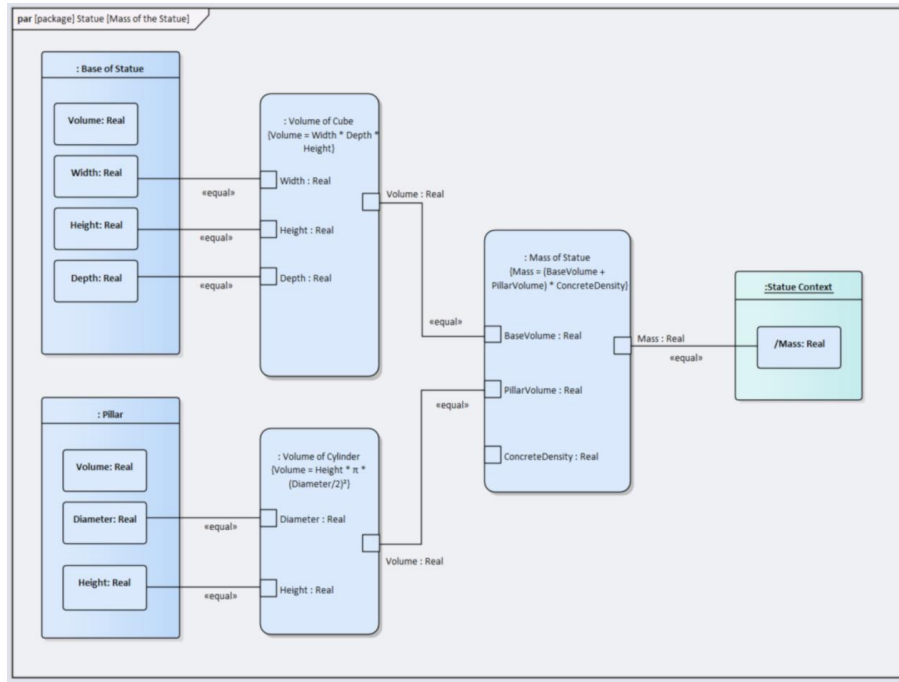 par [package] Statue [Mass of the Statue]
: Base of Statue
Volume: Real
Width: Real
Height: Real
Depth: Real
«equal»
«equal»
«equal»
: Volume of Cube
{Volume = Width * Depth *
Height}
Width : Real
Height : Real
Depth : Real
Volume : Real
«equal»
: Pillar
Volume: Real
Diameter: Real
Height: Real
«equal»
«equal»
: Volume of Cylinder
{Volume = Height * π *
(Diameter/2)²}
Diameter : Real
Height : Real
Volume : Real
«equal»
: Mass of Statue
{Mass = (BaseVolume +
PillarVolume) * ConcreteDensity}
BaseVolume : Real
PillarVolume : Real
ConcreteDensity : Real
Mass : Real
«equal»
:Statue Context
/Mass: Real